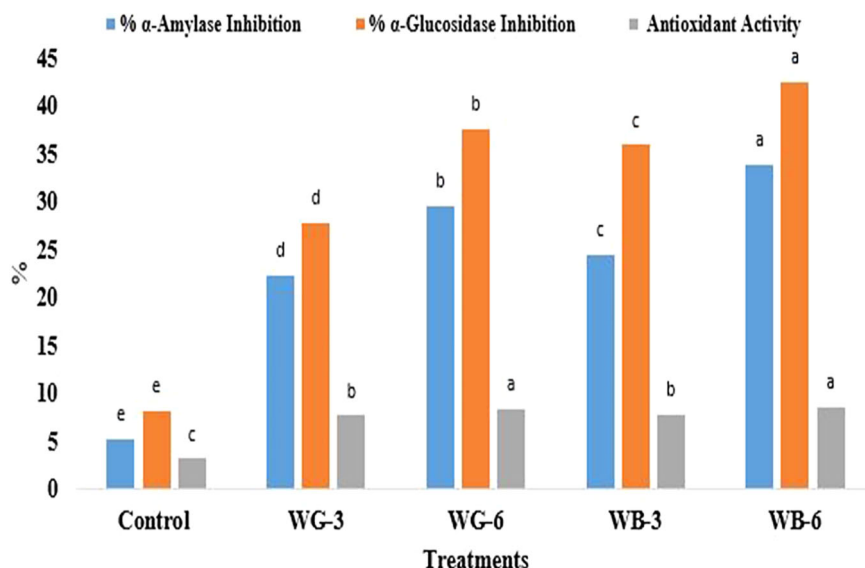 % α-Amylase Inhibition % α-Glucosidase Inhibition Antioxidant Activity
45
40
35
30
25
20
15
10
5
0
%
e e c
d d b
b b a
c c b
a a a
Control WG-3 WG-6 WB-3 WB-6
Treatments